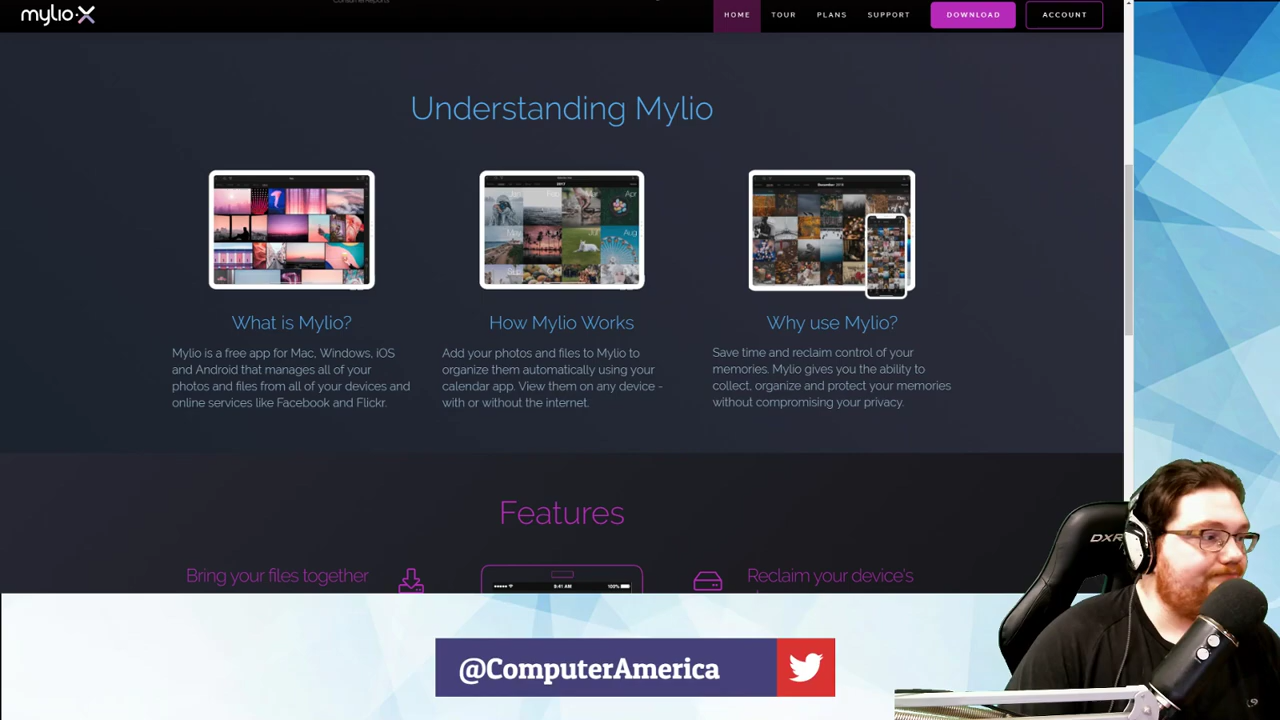 mylio·X
HOME TOUR PLANS SUPPORT DOWNLOAD ACCOUNT
Understanding Mylio
What is Mylio?
Mylio is a free app for Mac, Windows, iOS
and Android that manages all of your
photos and files from all of your devices and
online services like Facebook and Flickr.
How Mylio Works
Add your photos and files to Mylio to
organize them automatically using your
calendar app. View them on any device -
with or without the internet.
Why use Mylio?
Save time and reclaim control of your
memories. Mylio gives you the ability to
collect, organize and protect your memories
without compromising your privacy.
Features
Bring your files together
9:41 AM 100%
Reclaim your device's
DXR
@ComputerAmerica